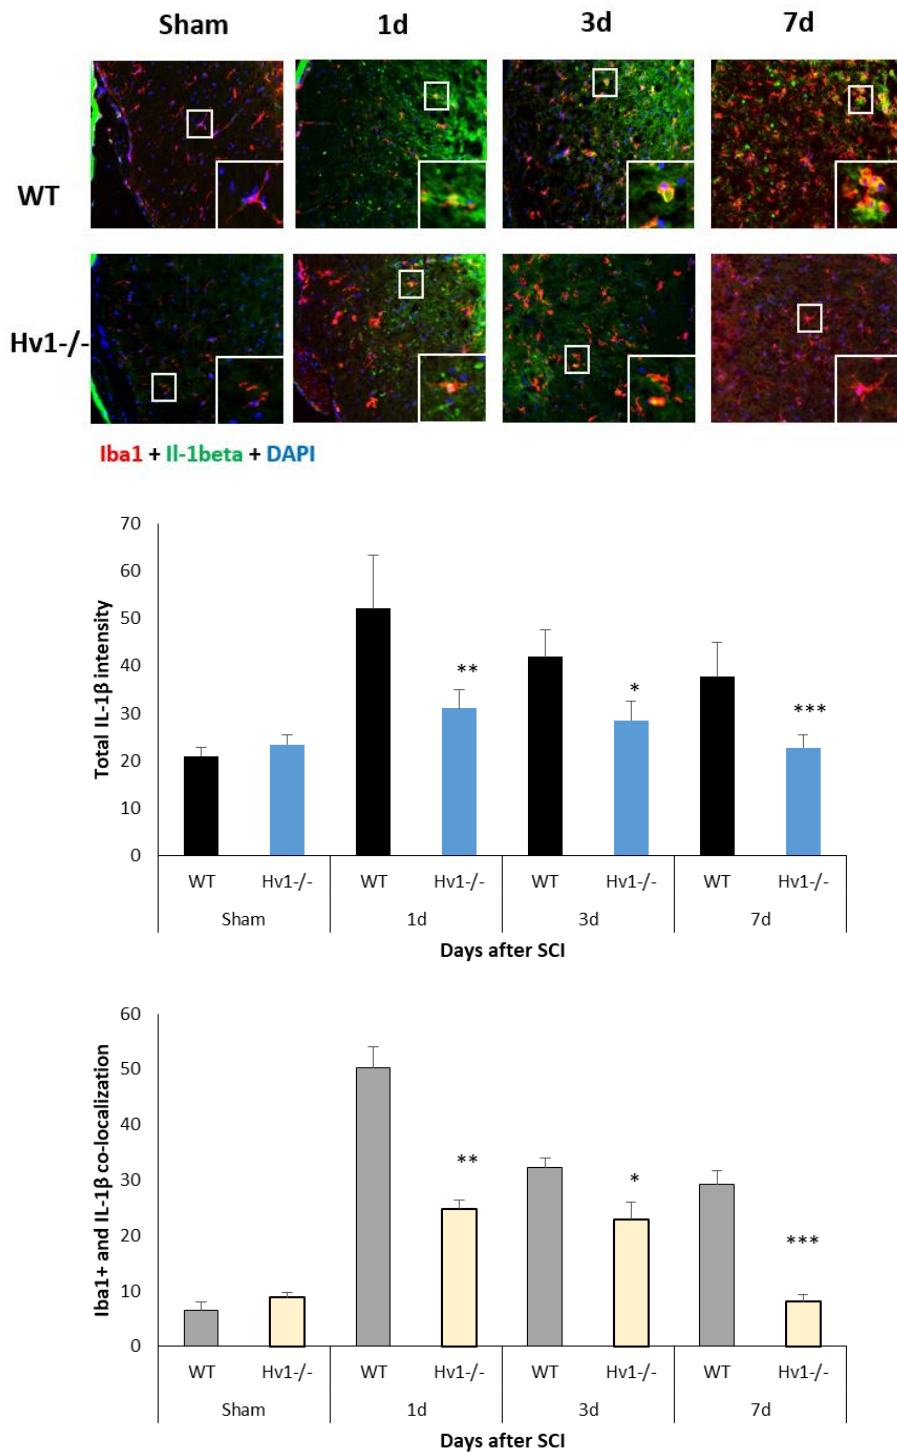 Sham 1d 3d 7d
WT
Hv1-/-
Iba1 + Il-1beta + DAPI
70
60
50
40
30
20
10
0
Total IL-1β intensity
**
*
***
WT Hv1-/- WT Hv1-/- WT Hv1-/- WT Hv1-/-
Sham 1d 3d 7d
Days after SCI
60
50
40
30
20
10
0
Iba1+ and IL-1β co-localization
**
*
***
WT Hv1-/- WT Hv1-/- WT Hv1-/- WT Hv1-/-
Sham 1d 3d 7d
Days after SCI